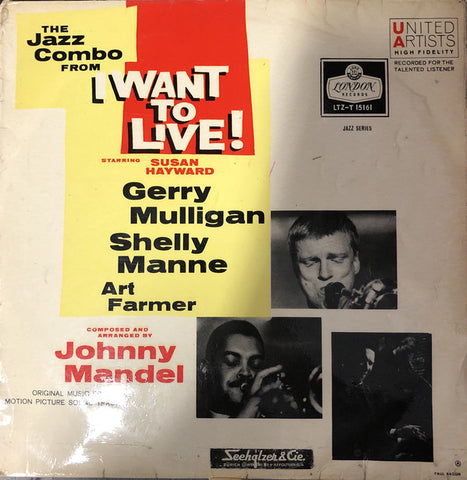 THE
Jazz
Combo
FROM
I WANT
TO
LIVE!
STARRING SUSAN
HAYWARD
Gerry
Mulligan
Shelly
Manne
Art
Farmer
COMPOSED AND
ARRANGED BY
Johnny
Mandel
ORIGINAL MUSIC
MOTION PICTURE
UNITED
ARTISTS
HIGH FIDELITY
RECORDED FOR THE
TALENTED LISTENER
LONDON
RECORDS
LTZ-T 15161
JAZZ SERIES
Seeholzer & Cie.